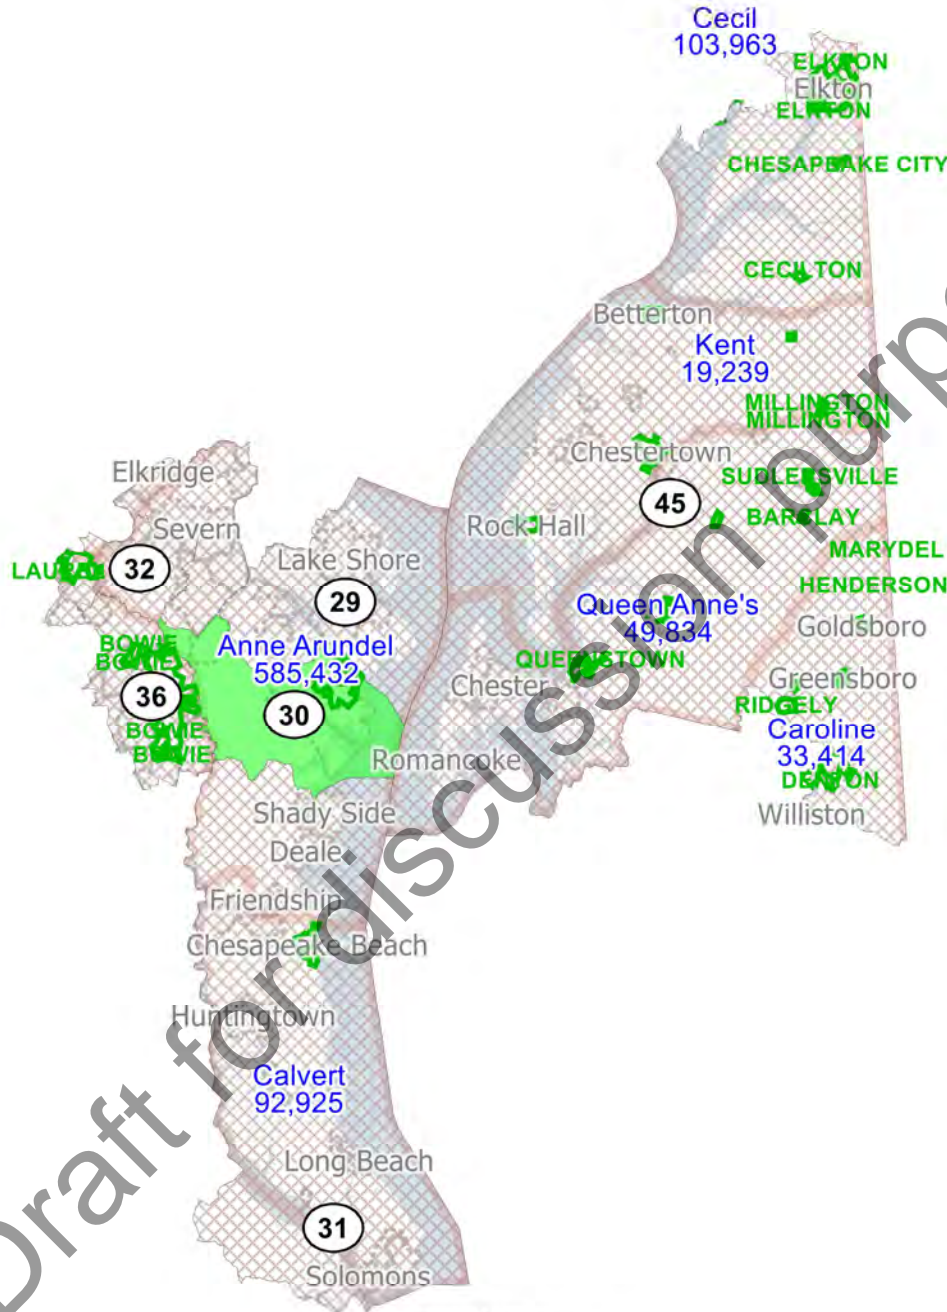 Cecil
103,963
ELKTON
Elkton
ELKTON
CHESAPEAKE CITY
CECILTON
Betterton
Kent
19,239
MILLINGTON
MILLINGTON
Chestertown
Elkridge
SUDLERSVILLE
45
Severn
Rock Hall
BARCLAY
Lake Shore
MARYDEL
LAUREL
32
HENDERSON
29
Queen Anne's
49,834
Goldsboro
BOWIE
Anne Arundel
585,432
BOWIE
QUEENSTOWN
Greensboro
36
Chester
30
RIDGELY
BOWIE
Caroline
33,414
BOWIE
Romancoke
DENTON
Shady Side
Williston
Deale
Friendship
Chesapeake Beach
Huntingtown
Calvert
92,925
Long Beach
31
Solomons
Draft for discussion purp